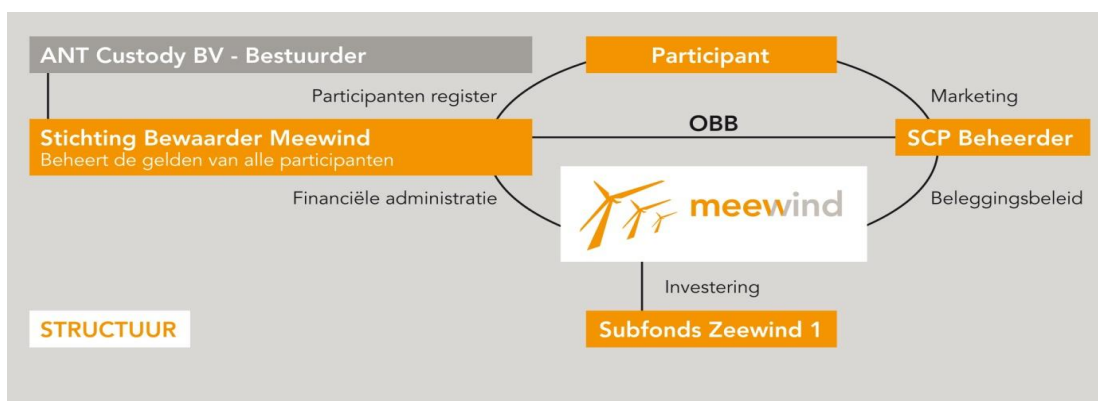 ANT Custody BV - Bestuurder
Participant
Participanten register
Marketing
Stichting Bewaarder Meewind
Beheert de gelden van alle participanten
OBB
SCP Beheerder
Financiële administratie
meewind
Beleggingsbeleid
Investering
STRUCTUUR
Subfonds Zeewind 1